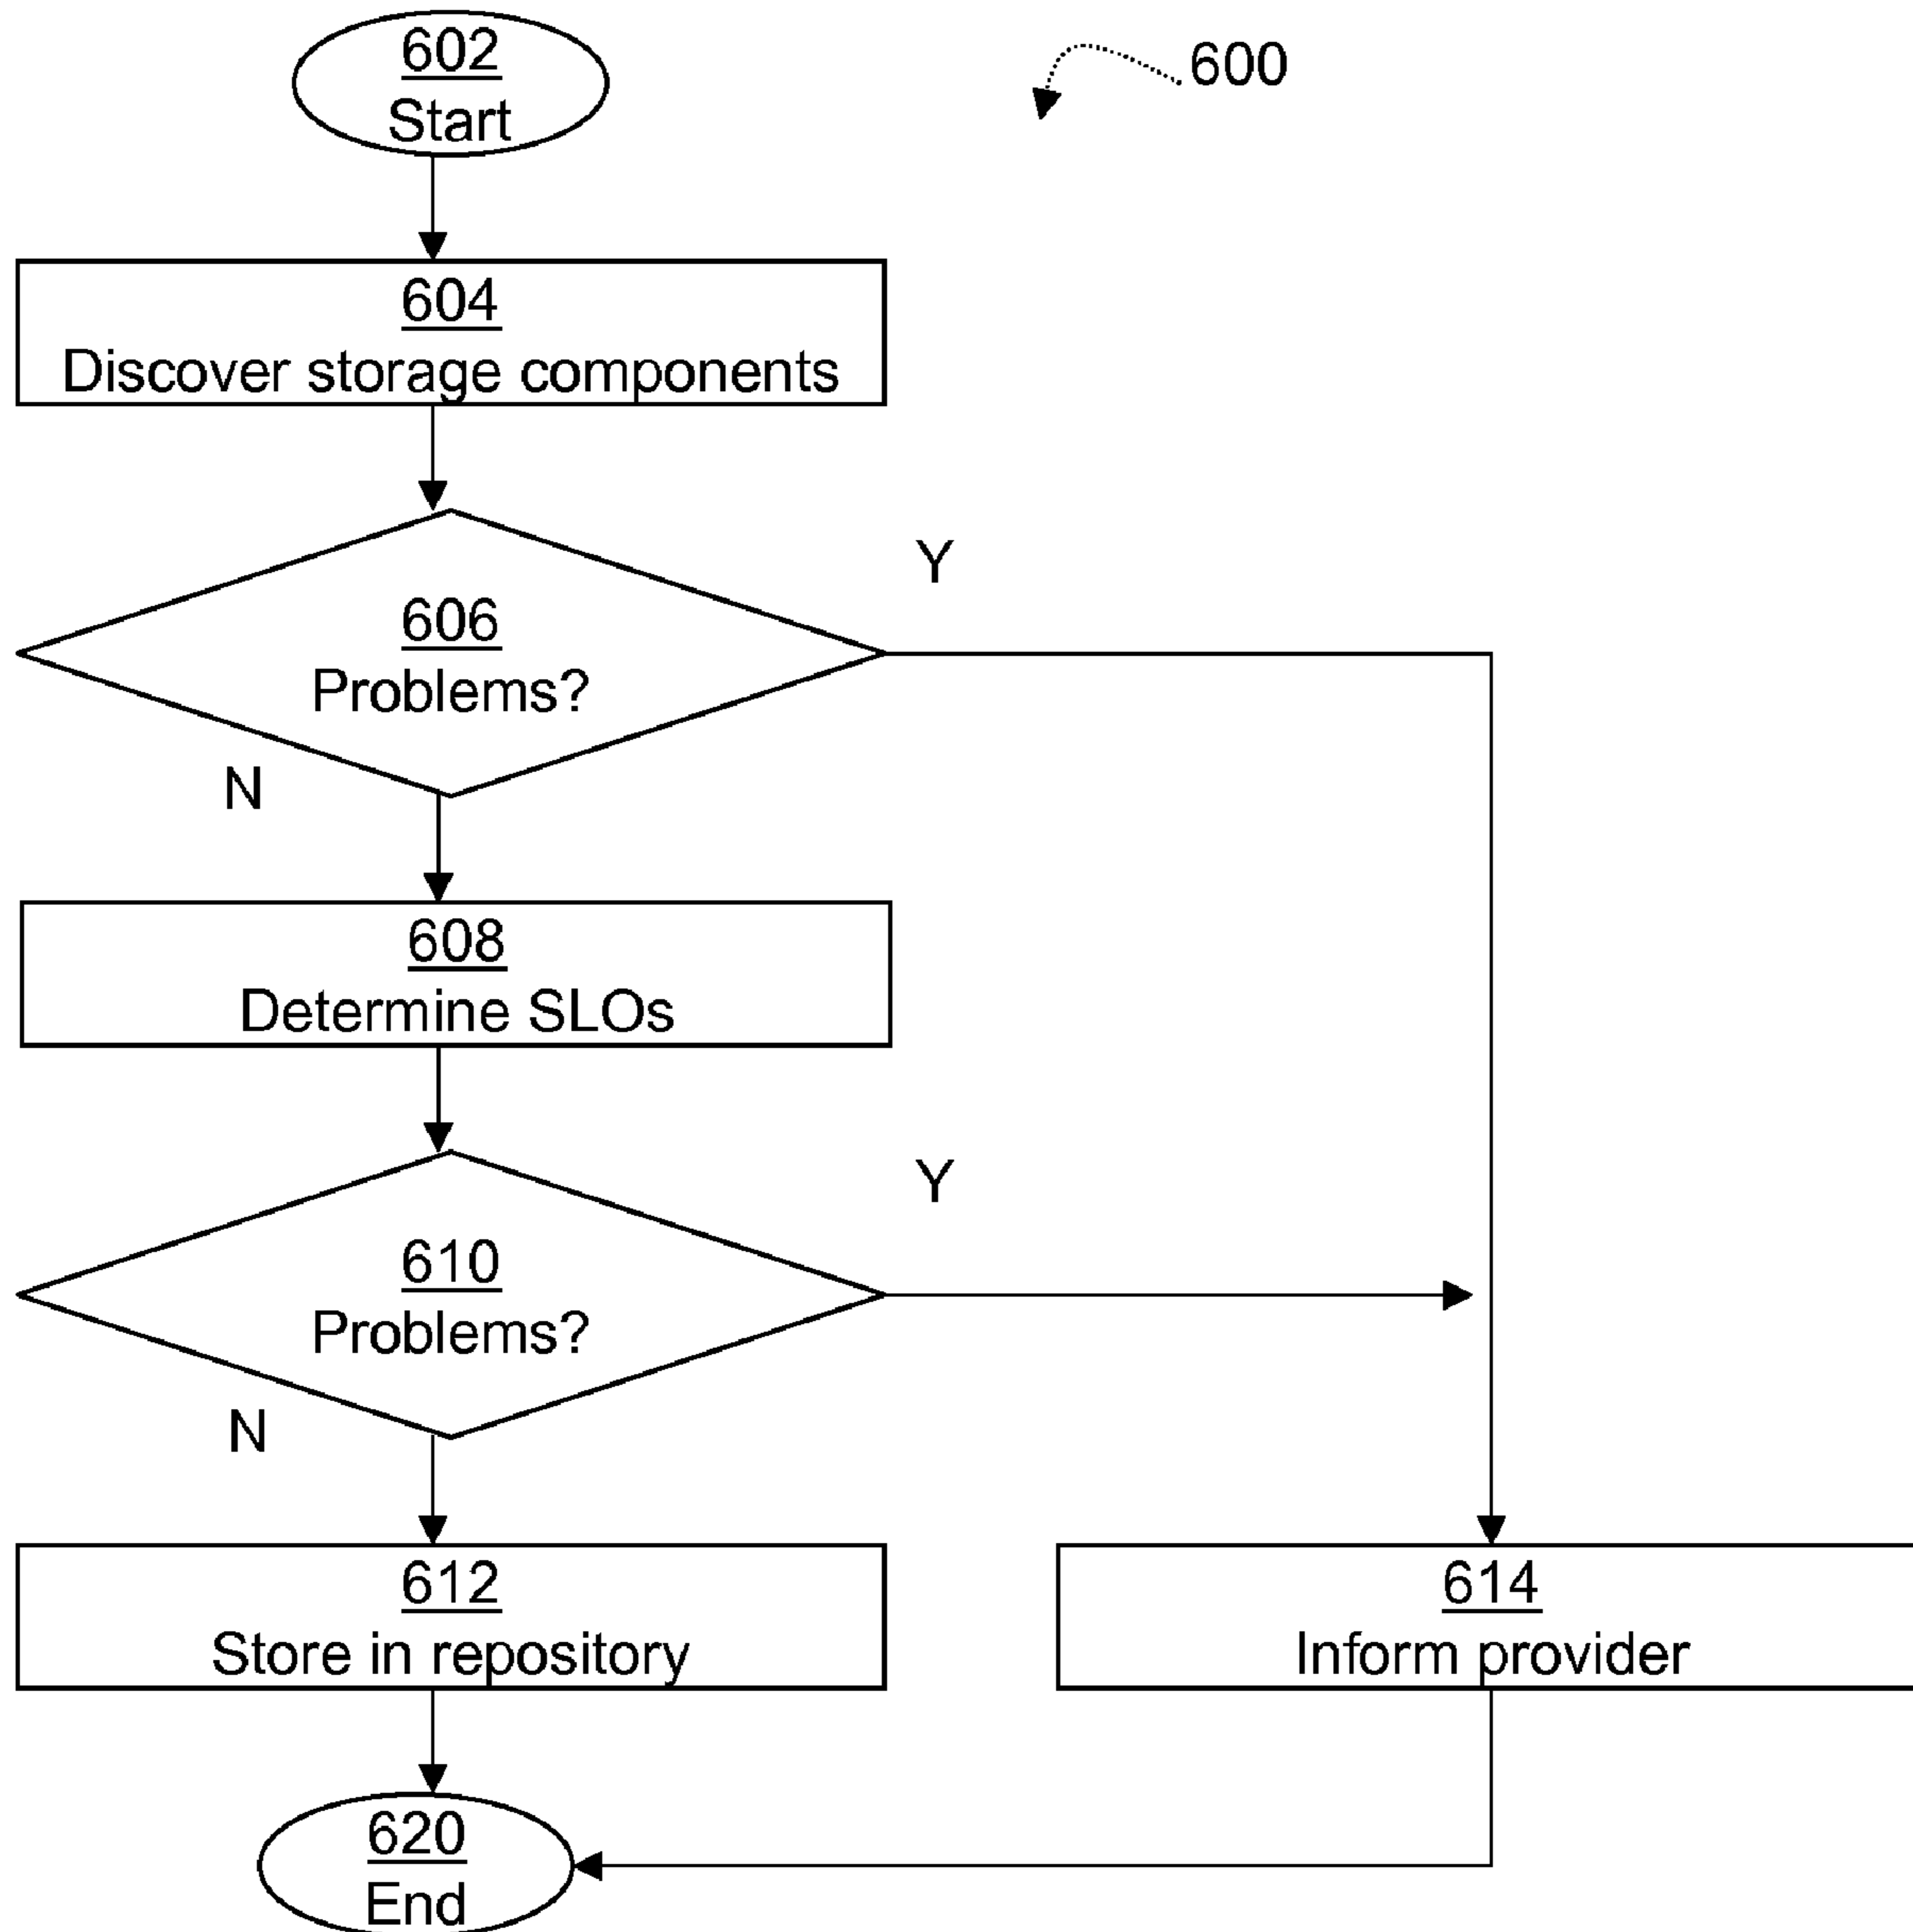 602
Start
600
604
Discover storage components
Y
606
Problems?
N
608
Determine SLOs
Y
610
Problems?
N
612
Store in repository
614
Inform provider
620
End